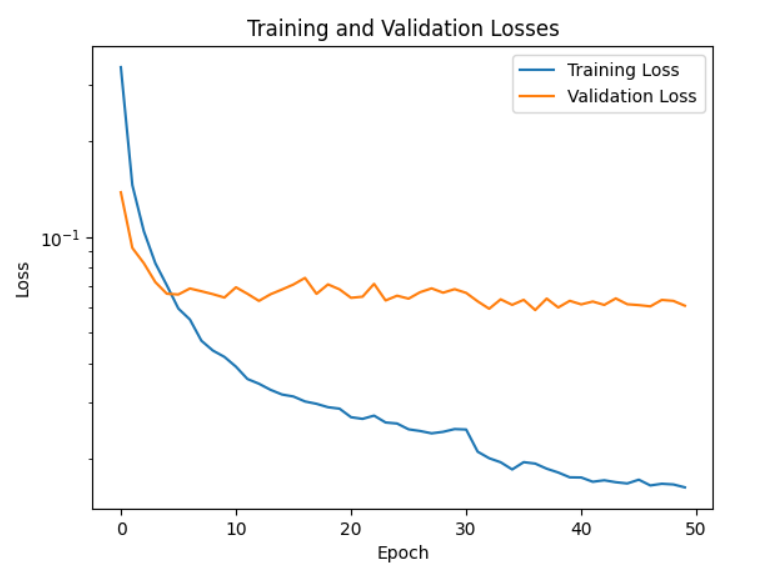 Training and Validation Losses
Training Loss
Validation Loss
10⁻¹
Loss
0 10 20 30 40 50
Epoch